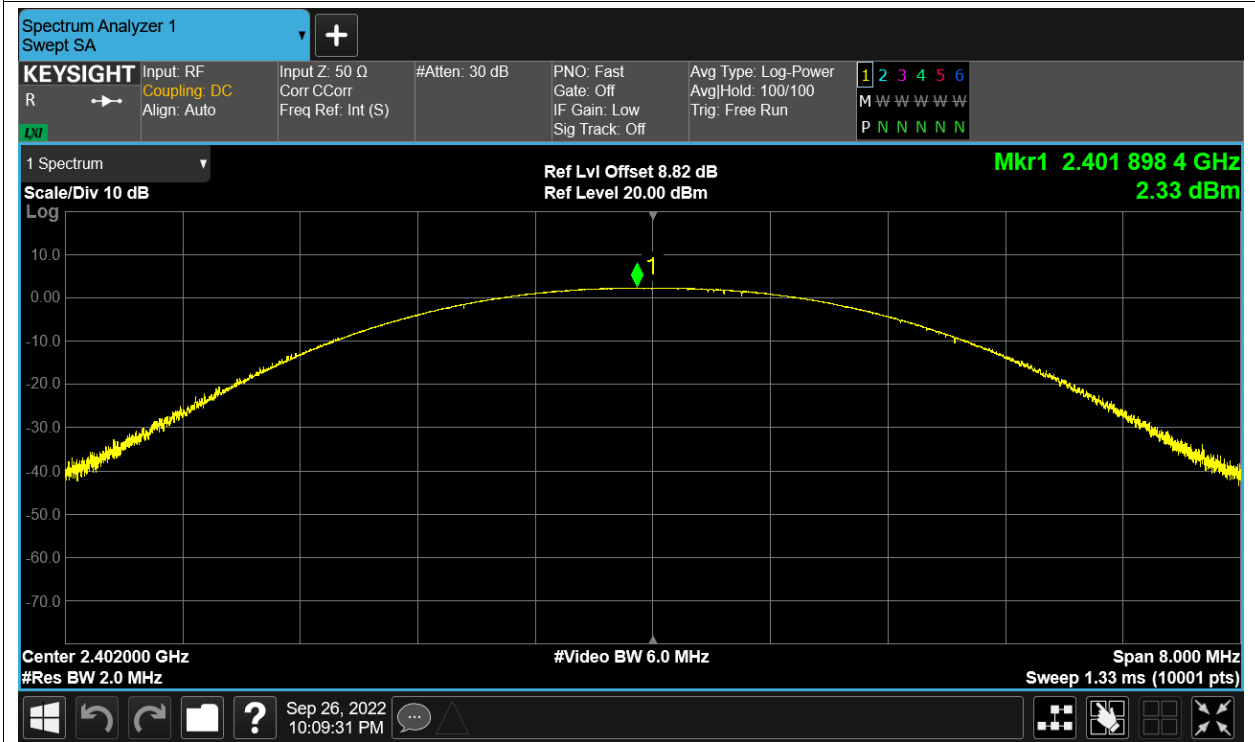 Spectrum Analyzer 1
Swept SA
+
KEYSIGHT
R
LXI
Input: RF
Coupling: DC
Align: Auto
Input Z: 50 Ω
Corr CCorr
Freq Ref: Int (S)
#Atten: 30 dB
PNO: Fast
Gate: Off
IF Gain: Low
Sig Track: Off
Avg Type: Log-Power
Avg|Hold: 100/100
Trig: Free Run
1 2 3 4 5 6
M W W W W W
P N N N N N
1 Spectrum
Scale/Div 10 dB
Log
Ref Lvl Offset 8.82 dB
Ref Level 20.00 dBm
Mkr1 2.401 898 4 GHz
2.33 dBm
1
10.0
0.00
-10.0
-20.0
-30.0
-40.0
-50.0
-60.0
-70.0
Center 2.402000 GHz
#Res BW 2.0 MHz
#Video BW 6.0 MHz
Span 8.000 MHz
Sweep 1.33 ms (10001 pts)
?
Sep 26, 2022
10:09:31 PM